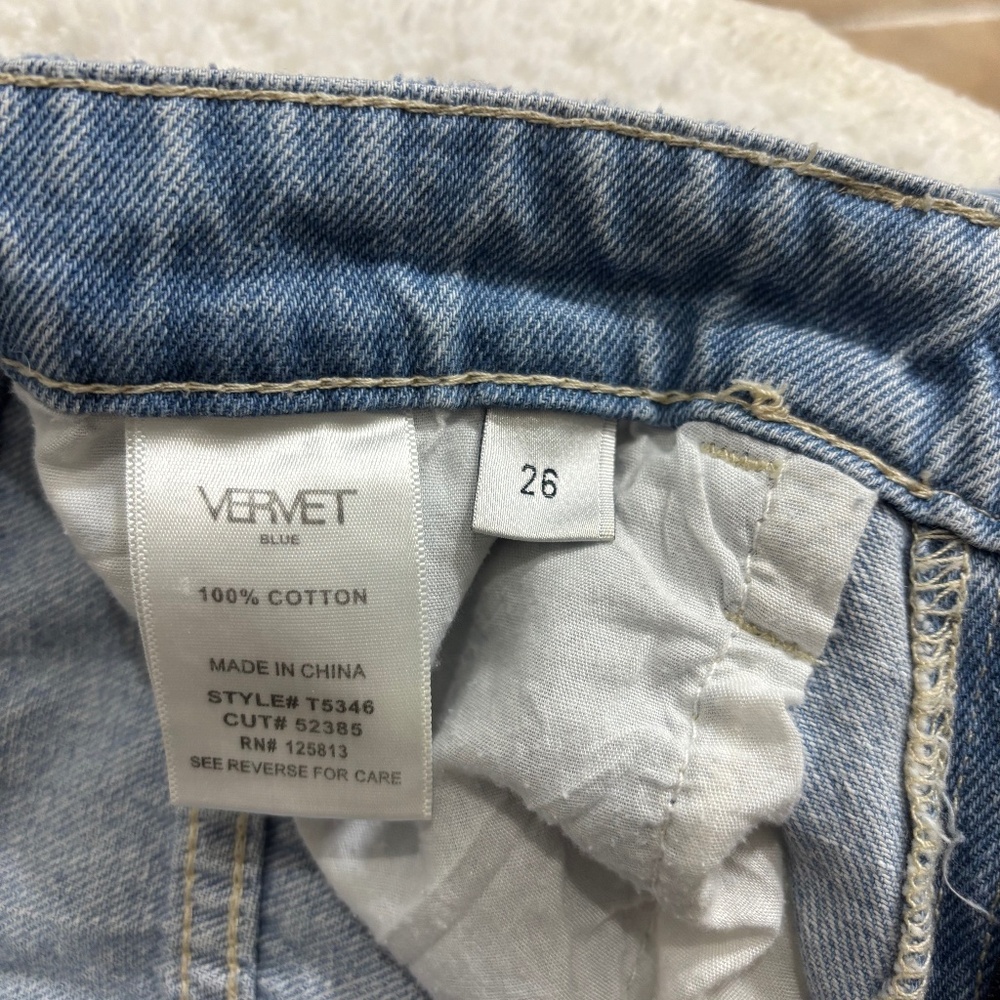 VERVET
BLUE
100% COTTON
MADE IN CHINA
STYLE# T5346
CUT# 52385
RN# 125813
SEE REVERSE FOR CARE
26